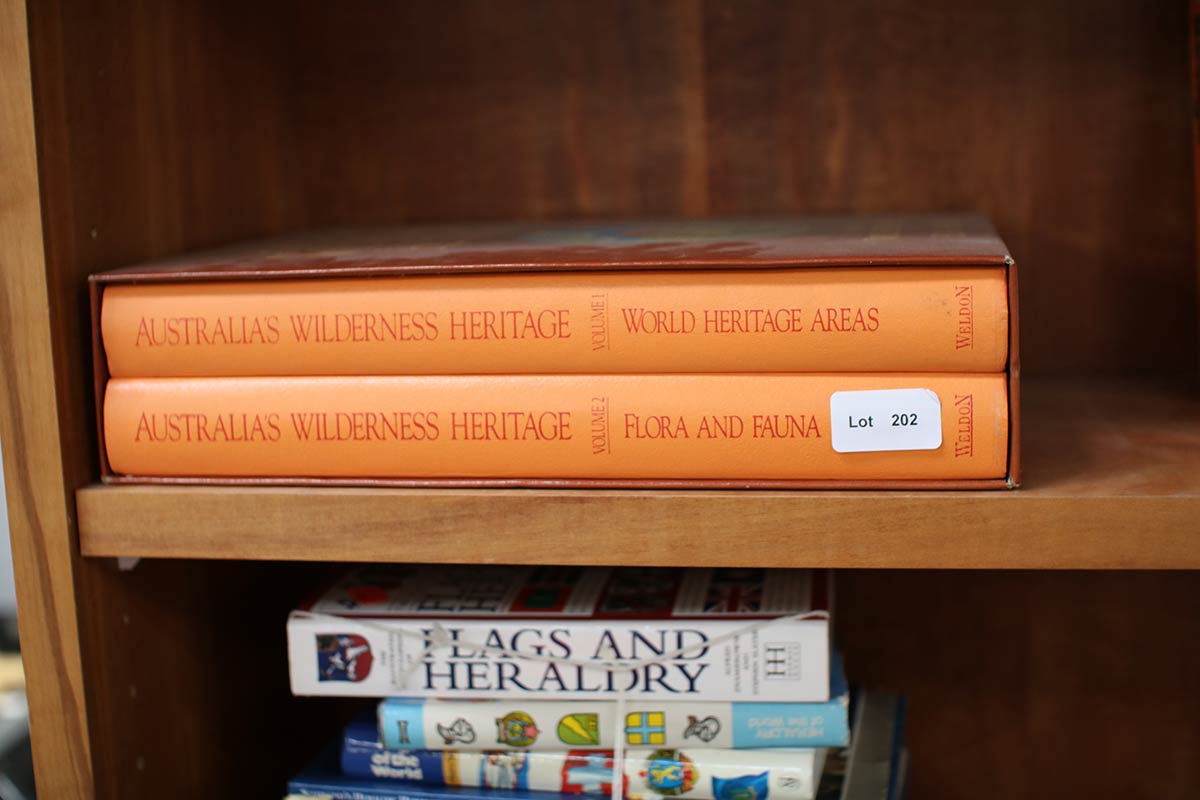 AUSTRALIA'S WILDERNESS HERITAGE VOLUME 1 WORLD HERITAGE AREAS WELDON
AUSTRALIA'S WILDERNESS HERITAGE VOLUME 2 FLORA AND FAUNA WELDON
Lot 202
FLAGS AND
HERALDRY
HERALDRY
of the World
of the World